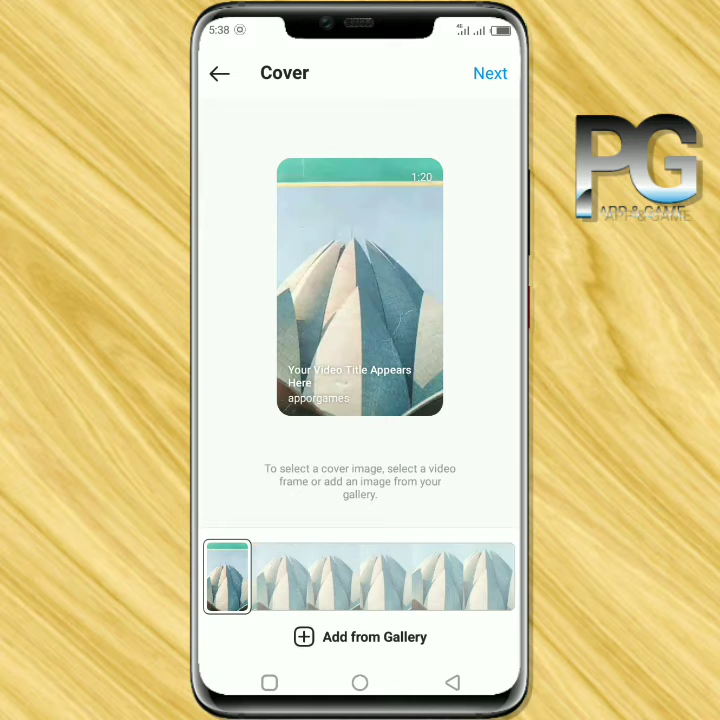 5:38
4G
Cover
Next
PG
APP & GAME
1:20
Your Video Title Appears
Here
apporgames
To select a cover image, select a video
frame or add an image from your
gallery.
Add from Gallery